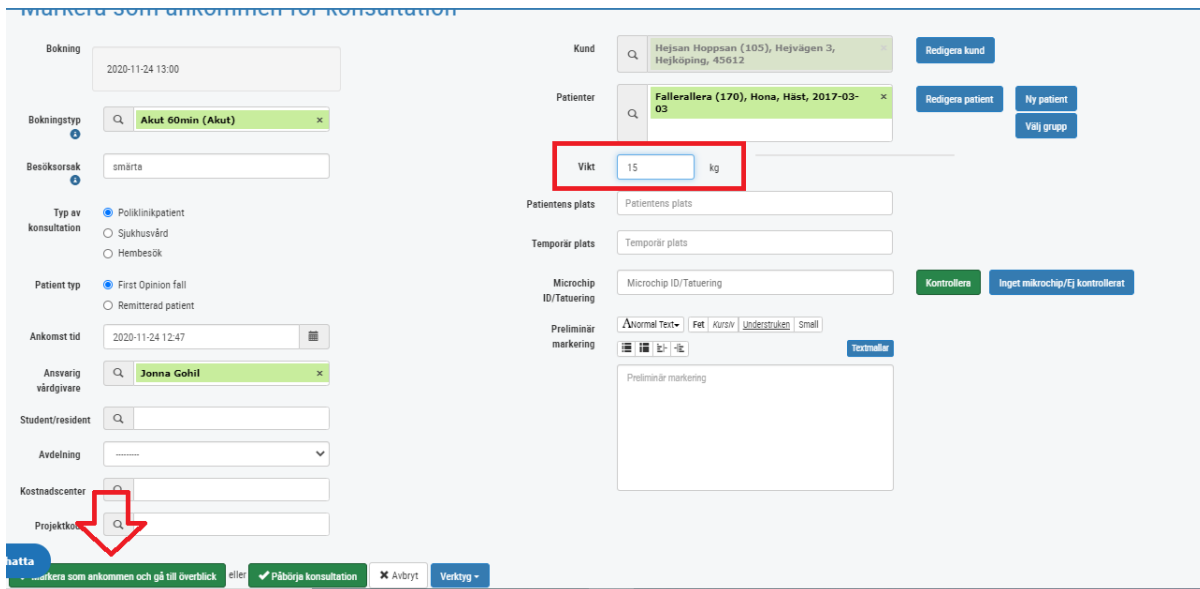 Markera som ankommen för konsultation
Bokning
2020-11-24 13:00
Bokningstyp
Akut 60min (Akut) ×
Besöksorsak
smärta
Typ av
konsultation
Poliklinikpatient
Sjukhusvård
Hembesök
Patient typ
First Opinion fall
Remitterad patient
Ankomst tid
2020-11-24 12:47
Ansvarig
vårdgivare
Jonna Gohil ×
Student/resident
Avdelning
---------
Kostnadscenter
Projektkod
Kund
Hejsan Hoppsan (105), Hejvägen 3, ×
Hejköping, 45612
Redigera kund
Patienter
Fallerallera (170), Hona, Häst, 2017-03- ×
03
Redigera patient
Ny patient
Välj grupp
Vikt
15
kg
Patientens plats
Patientens plats
Temporär plats
Temporär plats
Microchip
ID/Tatuering
Microchip ID/Tatuering
Kontrollera
Inget mikrochip/Ej kontrollerat
Preliminär
markering
A Normal Text Fet Kursiv Understruken Small
Textmallar
Preliminär markering
hatta
Markera som ankommen och gå till överblick eller Påbörja konsultation Avbryt Verktyg